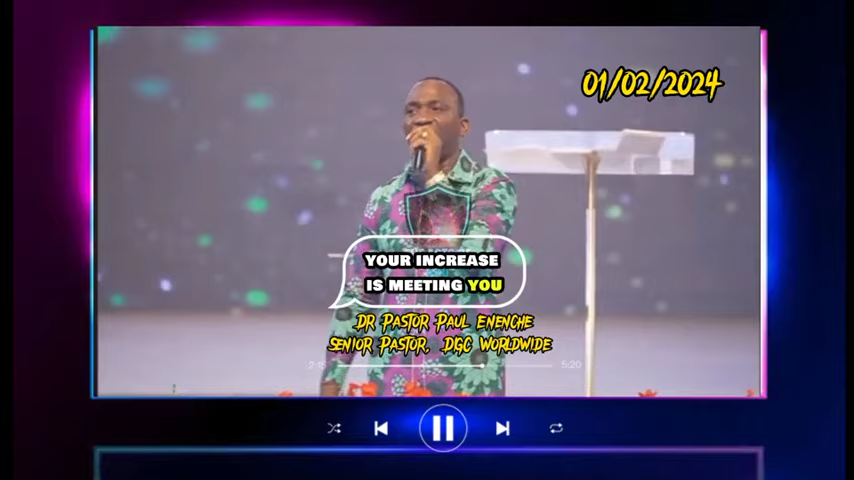 01/02/2024
YOUR INCREASE
IS MEETING YOU
DR PASTOR PAUL ENENCHE
SENIOR PASTOR, DGC WORLDWIDE
5:20